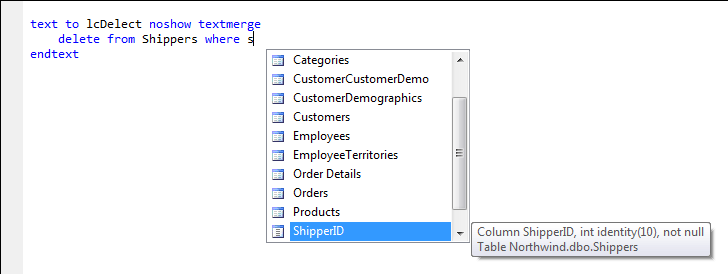 text to lcDelect noshow textmerge
delete from Shippers where s
endtext
Categories
CustomerCustomerDemo
CustomerDemographics
Customers
Employees
EmployeeTerritories
Order Details
Orders
Products
ShipperID
Column ShipperID, int identity(10), not null
Table Northwind.dbo.Shippers